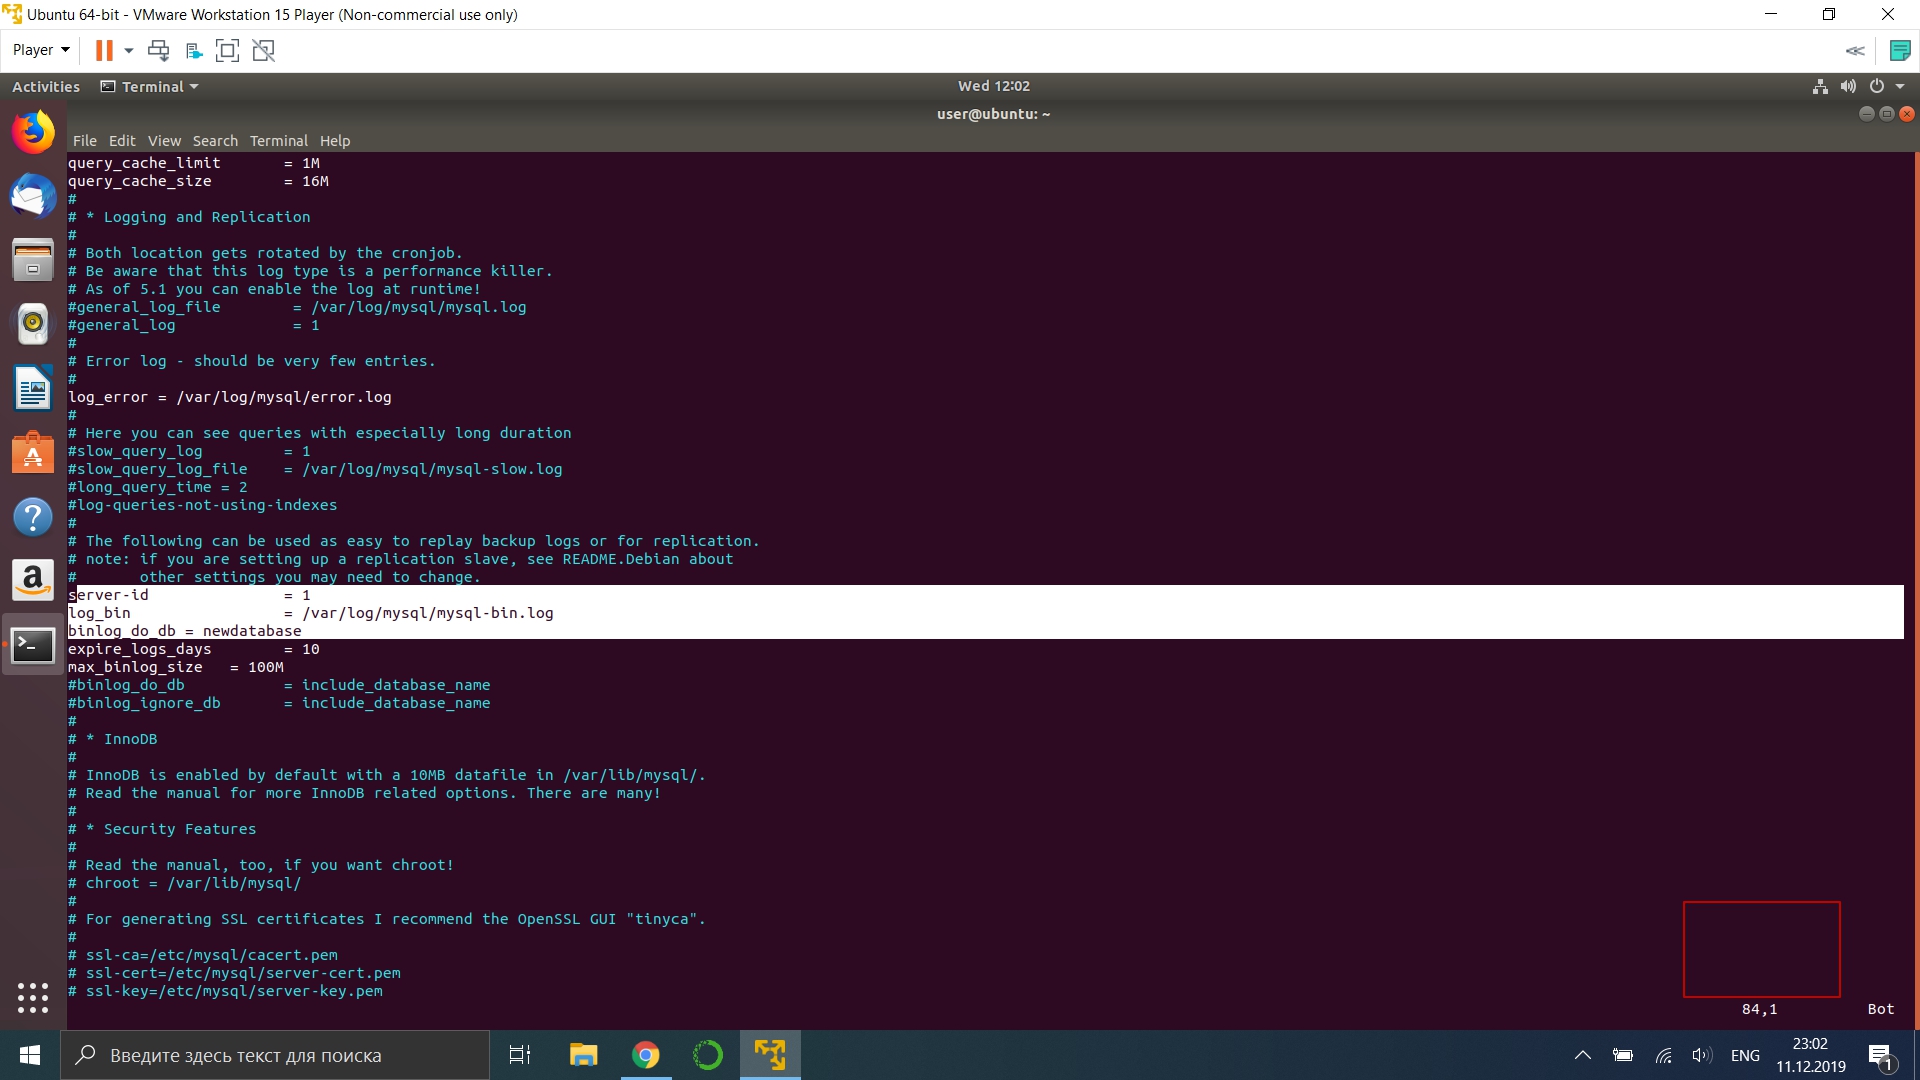 Ubuntu 64-bit - VMware Workstation 15 Player (Non-commercial use only)
Player
Activities
Terminal
Wed 12:02
user@ubuntu: ~
File Edit View Search Terminal Help
query_cache_limit       = 1M
query_cache_size        = 16M
#
# * Logging and Replication
#
# Both location gets rotated by the cronjob.
# Be aware that this log type is a performance killer.
# As of 5.1 you can enable the log at runtime!
#general_log_file        = /var/log/mysql/mysql.log
#general_log             = 1
#
# Error log - should be very few entries.
#
log_error = /var/log/mysql/error.log
#
# Here you can see queries with especially long duration
#slow_query_log         = 1
#slow_query_log_file    = /var/log/mysql/mysql-slow.log
#long_query_time = 2
#log-queries-not-using-indexes
#
# The following can be used as easy to replay backup logs or for replication.
# note: if you are setting up a replication slave, see README.Debian about
#       other settings you may need to change.
server-id               = 1
log_bin                 = /var/log/mysql/mysql-bin.log
binlog_do_db = newdatabase
expire_logs_days        = 10
max_binlog_size   = 100M
#binlog_do_db           = include_database_name
#binlog_ignore_db       = include_database_name
#
# * InnoDB
#
# InnoDB is enabled by default with a 10MB datafile in /var/lib/mysql/.
# Read the manual for more InnoDB related options. There are many!
#
# * Security Features
#
# Read the manual, too, if you want chroot!
# chroot = /var/lib/mysql/
#
# For generating SSL certificates I recommend the OpenSSL GUI "tinyca".
#
# ssl-ca=/etc/mysql/cacert.pem
# ssl-cert=/etc/mysql/server-cert.pem
# ssl-key=/etc/mysql/server-key.pem
84,1
Bot
Введите здесь текст для поиска
ENG
23:02
11.12.2019
1